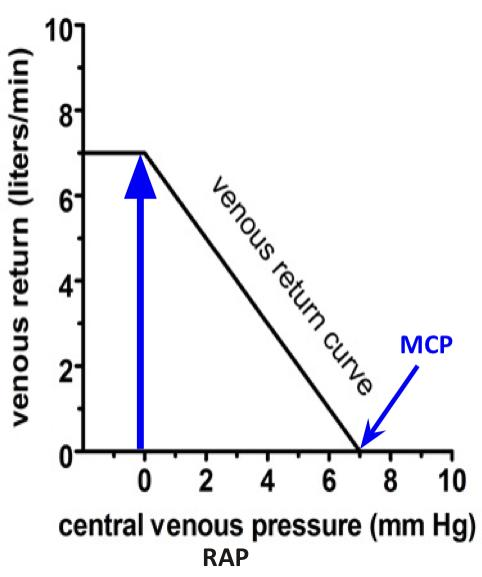 venous return (liters/min)
10
8
6
4
2
0
venous return curve
MCP
0 2 4 6 8 10
central venous pressure (mm Hg)
RAP